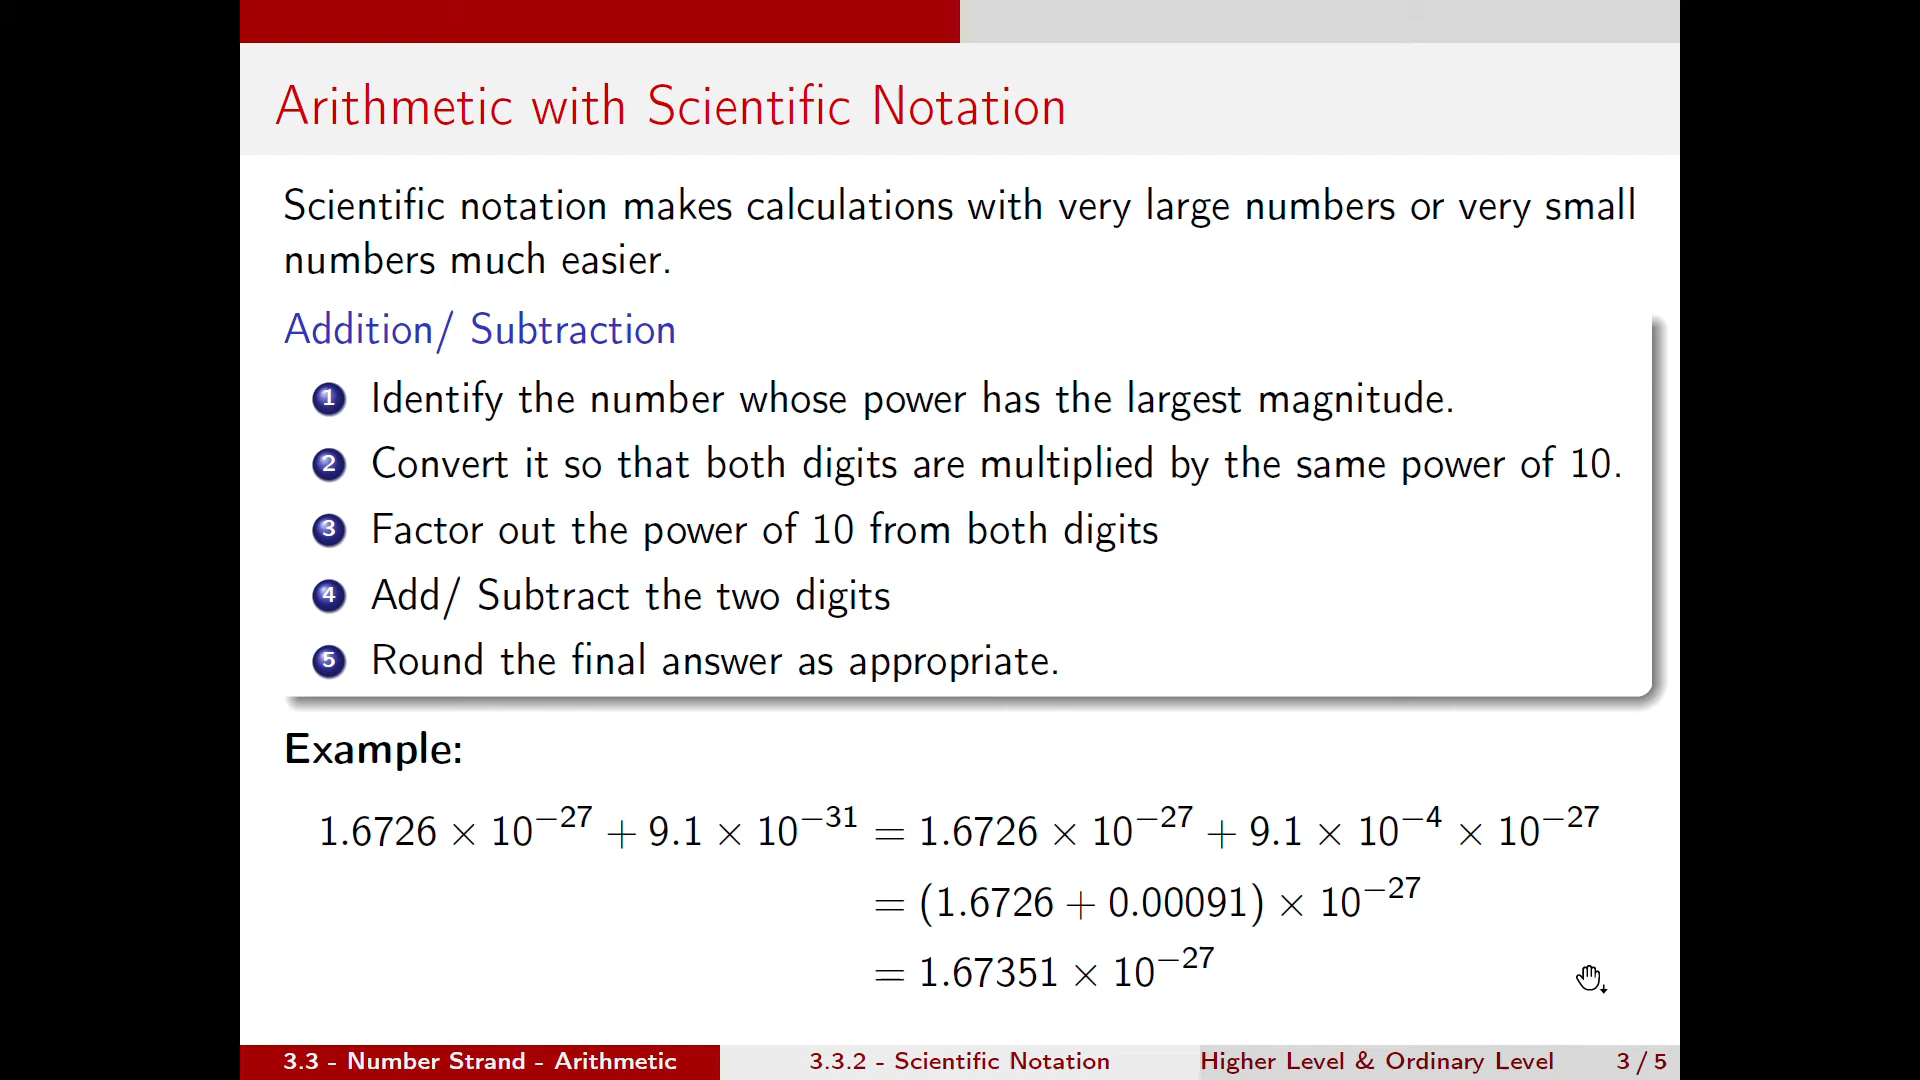 Arithmetic with Scientific Notation
Scientific notation makes calculations with very large numbers or very small
numbers much easier.
Addition/ Subtraction
1 Identify the number whose power has the largest magnitude.
2 Convert it so that both digits are multiplied by the same power of 10.
3 Factor out the power of 10 from both digits
4 Add/ Subtract the two digits
5 Round the final answer as appropriate.
Example:
1.6726 × 10⁻²⁷ + 9.1 × 10⁻³¹ = 1.6726 × 10⁻²⁷ + 9.1 × 10⁻⁴ × 10⁻²⁷
= (1.6726 + 0.00091) × 10⁻²⁷
= 1.67351 × 10⁻²⁷
3.3 - Number Strand - Arithmetic 3.3.2 - Scientific Notation Higher Level & Ordinary Level 3 / 5